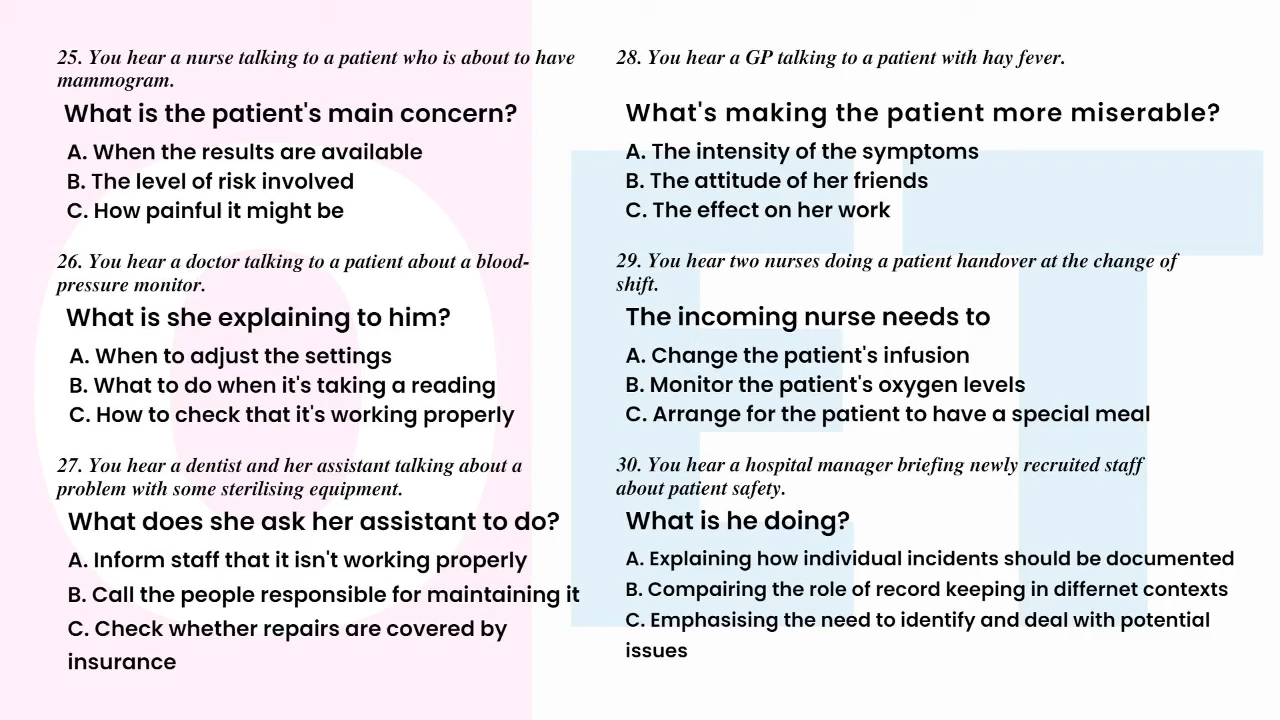 25. You hear a nurse talking to a patient who is about to have
mammogram.
What is the patient's main concern?
A. When the results are available
B. The level of risk involved
C. How painful it might be
26. You hear a doctor talking to a patient about a blood-
pressure monitor.
What is she explaining to him?
A. When to adjust the settings
B. What to do when it's taking a reading
C. How to check that it's working properly
27. You hear a dentist and her assistant talking about a
problem with some sterilising equipment.
What does she ask her assistant to do?
A. Inform staff that it isn't working properly
B. Call the people responsible for maintaining it
C. Check whether repairs are covered by
insurance
28. You hear a GP talking to a patient with hay fever.
What's making the patient more miserable?
A. The intensity of the symptoms
B. The attitude of her friends
C. The effect on her work
29. You hear two nurses doing a patient handover at the change of
shift.
The incoming nurse needs to
A. Change the patient's infusion
B. Monitor the patient's oxygen levels
C. Arrange for the patient to have a special meal
30. You hear a hospital manager briefing newly recruited staff
about patient safety.
What is he doing?
A. Explaining how individual incidents should be documented
B. Compairing the role of record keeping in differnet contexts
C. Emphasising the need to identify and deal with potential
issues
OET